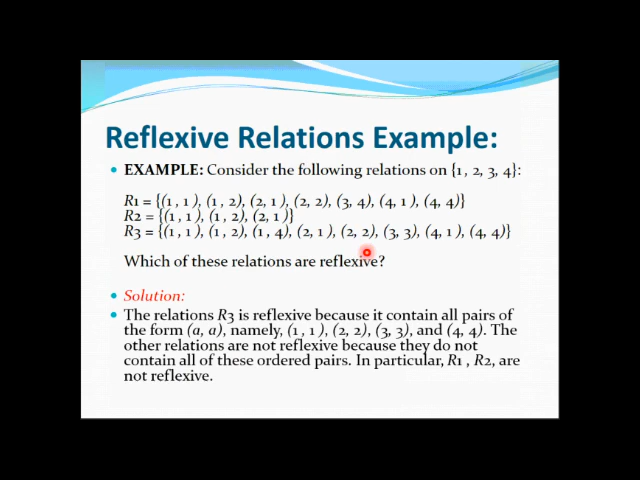 Reflexive Relations Example:
• EXAMPLE: Consider the following relations on {1 , 2, 3, 4}:
R1 = {(1 , 1 ), (1 , 2), (2, 1 ), (2, 2), (3, 4), (4, 1 ), (4, 4)}
R2 = {(1 , 1 ), (1 , 2), (2, 1 )}
R3 = {(1 , 1 ), (1 , 2), (1 , 4), (2, 1 ), (2, 2), (3, 3), (4, 1 ), (4, 4)}
Which of these relations are reflexive?
• Solution:
• The relations R3 is reflexive because it contain all pairs of
the form (a, a), namely, (1 , 1 ), (2, 2), (3, 3), and (4, 4). The
other relations are not reflexive because they do not
contain all of these ordered pairs. In particular, R1 , R2, are
not reflexive.